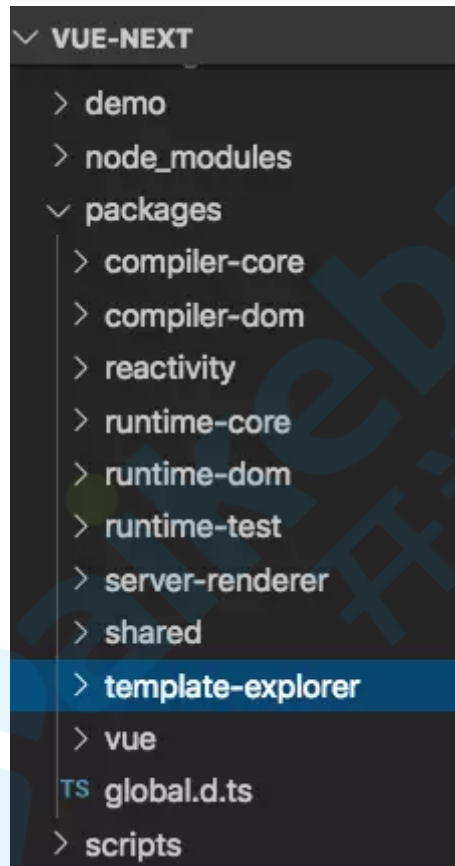 VUE-NEXT
demo
node_modules
packages
compiler-core
compiler-dom
reactivity
runtime-core
runtime-dom
runtime-test
server-renderer
shared
template-explorer
vue
TS global.d.ts
scripts